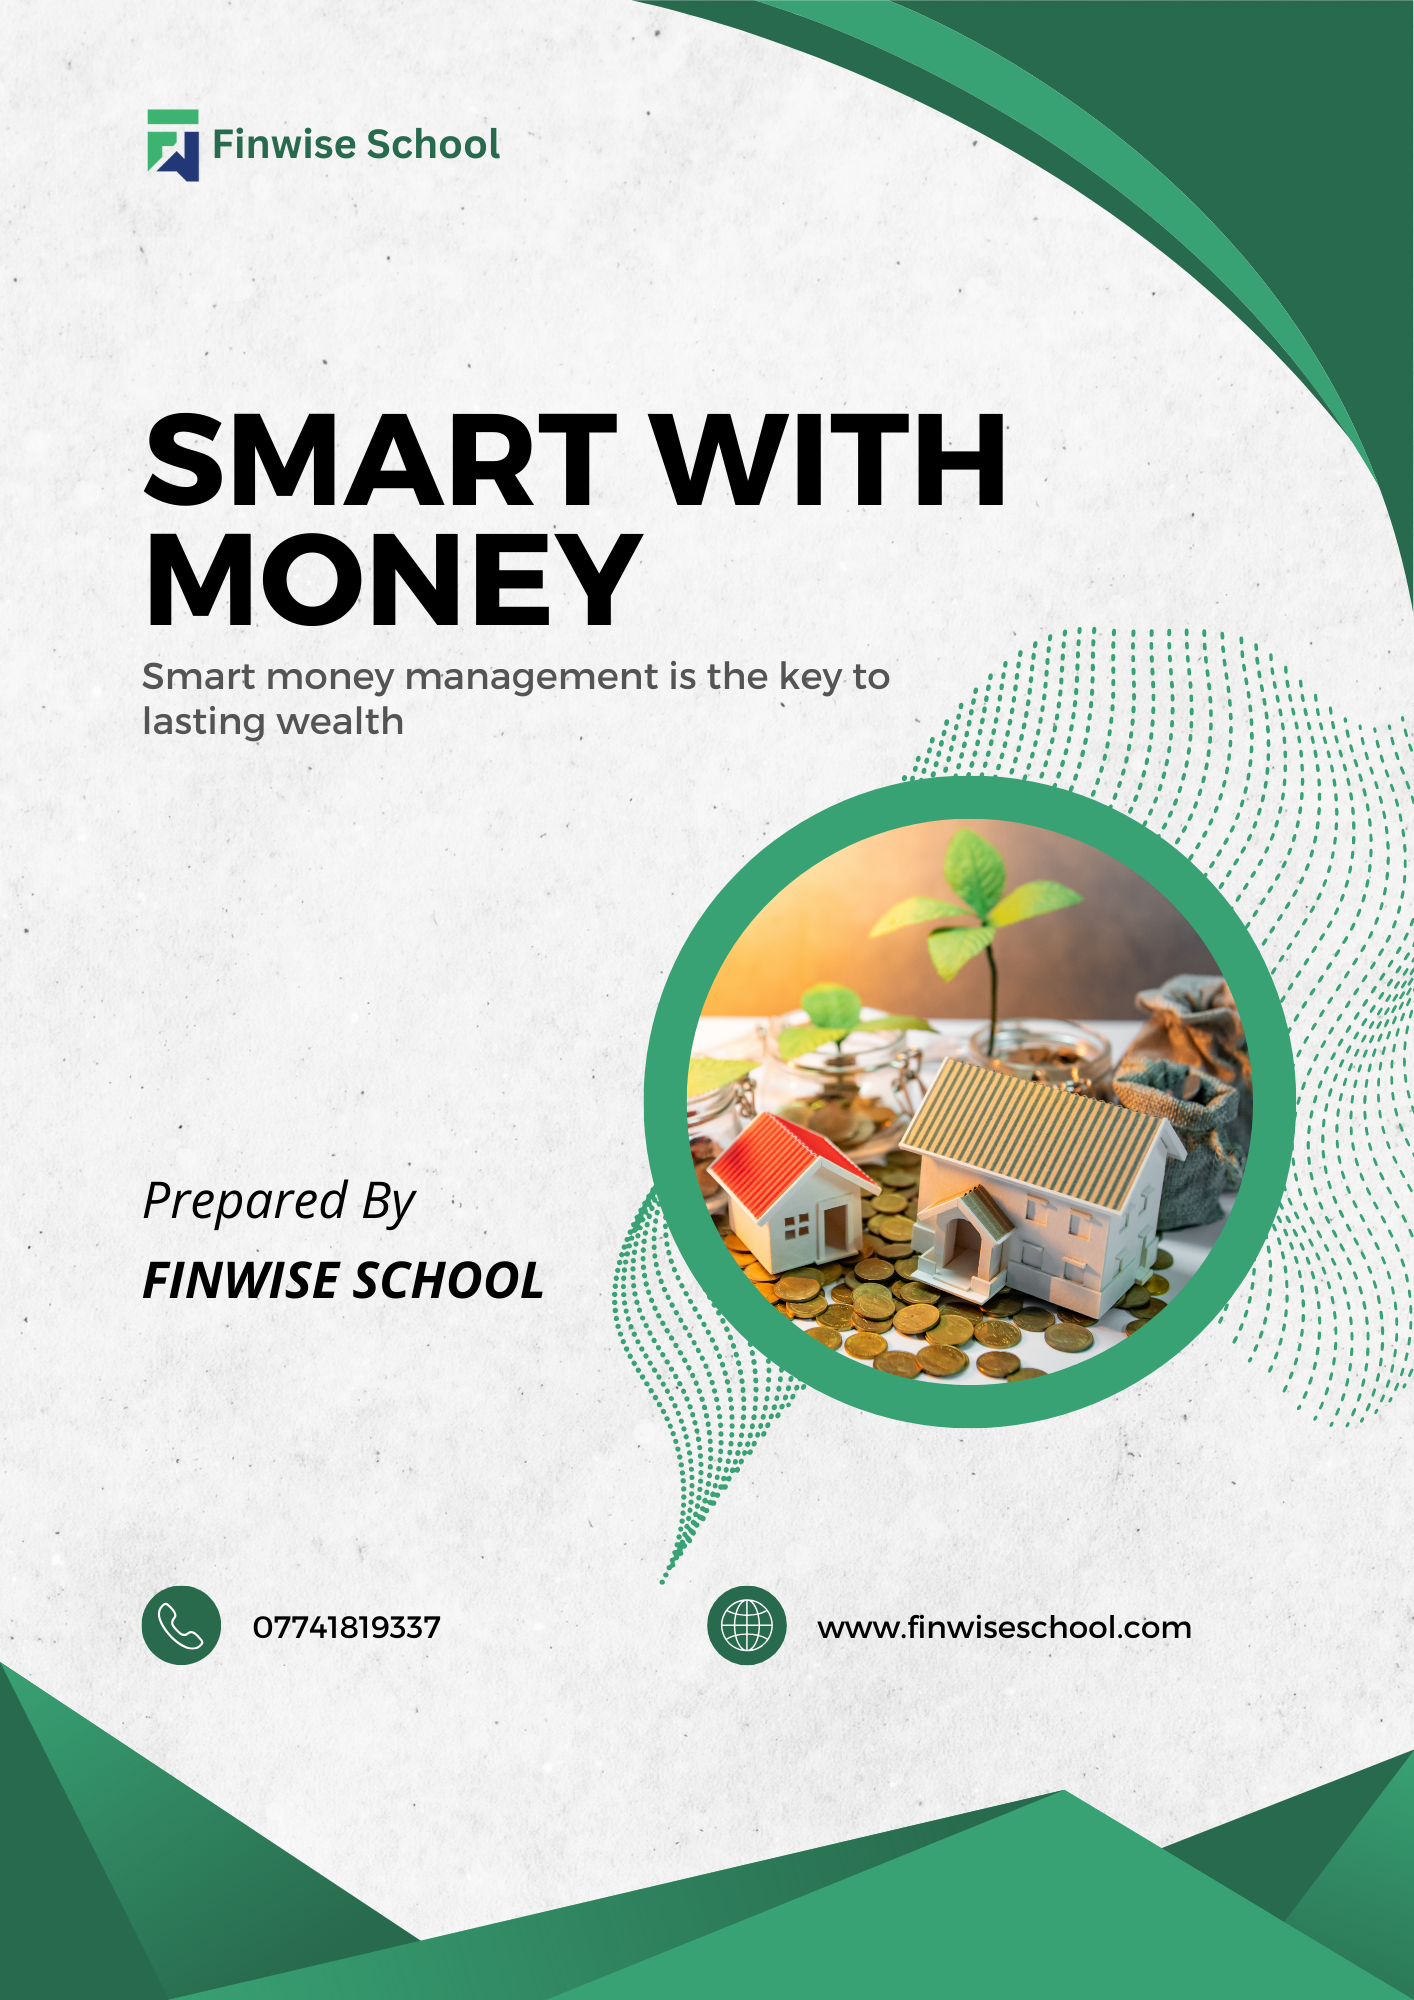 Finwise School
SMART WITH
MONEY
Smart money management is the key to
lasting wealth
Prepared By
FINWISE SCHOOL
07741819337
www.finwiseschool.com